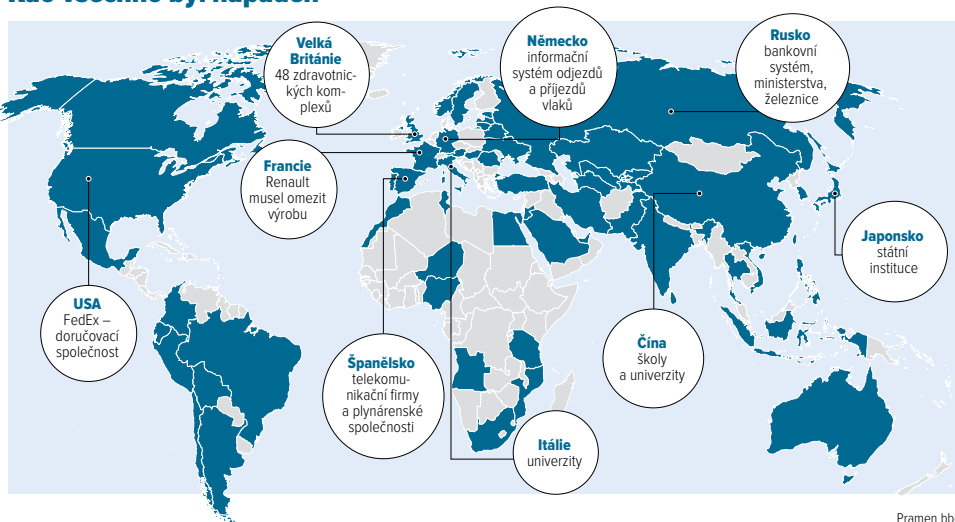 Velká
Británie
48 zdravotnic-
kých kom-
plexů
Německo
informační
systém odjezdů
a příjezdů
vlaků
Rusko
bankovní
systém,
ministerstva,
železnice
Francie
Renault
musel omezit
výrobu
Japonsko
státní
instituce
USA
FedEx –
doručovací
společnost
Španělsko
telekomu-
nikační firmy
a plynárenské
společnosti
Čína
školy
a univerzity
Itálie
univerzity
Pramen bb